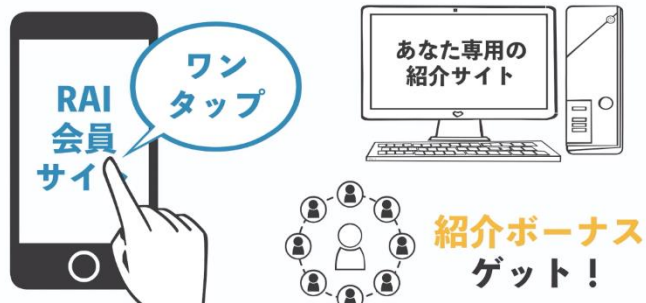 RAI
会員
サイト
ワン
タップ
あなた専用の
紹介サイト
紹介ボーナス
ゲット!